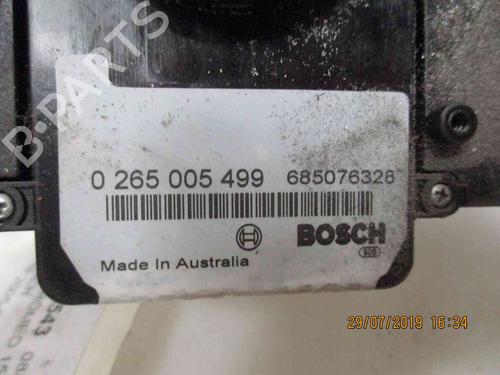 B-PARTS
0 265 005 499 685076328
BOSCH
Made In Australia
29/07/2019 16:34